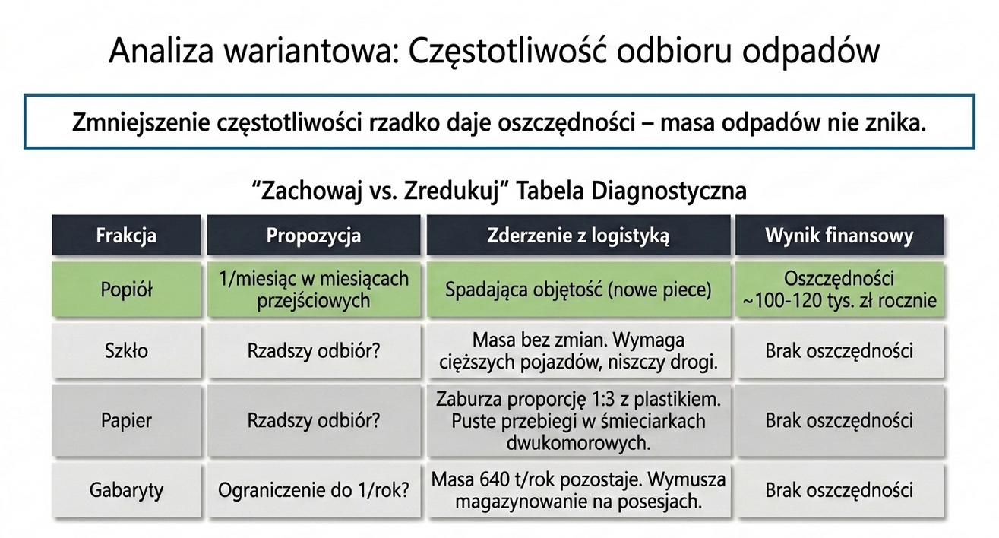 Analiza wariantowa: Częstotliwość odbioru odpadów
Zmniejszenie częstotliwości rzadko daje oszczędności – masa odpadów nie znika.
“Zachowaj vs. Zredukuj” Tabela Diagnostyczna
Frakcja
Propozycja
Zderzenie z logistyką
Wynik finansowy
Popiół
1/miesiąc w miesiącach
przejściowych
Spadająca objętość (nowe piece)
Oszczędności
~100-120 tys. zł rocznie
Szkło
Rzadszy odbiór?
Masa bez zmian. Wymaga
cięższych pojazdów, niszczy drogi.
Brak oszczędności
Papier
Rzadszy odbiór?
Zaburza proporcję 1:3 z plastikiem.
Puste przebiegi w śmieciarkach
dwukomorowych.
Brak oszczędności
Gabaryty
Ograniczenie do 1/rok?
Masa 640 t/rok pozostaje. Wymusza
magazynowanie na posesjach.
Brak oszczędności